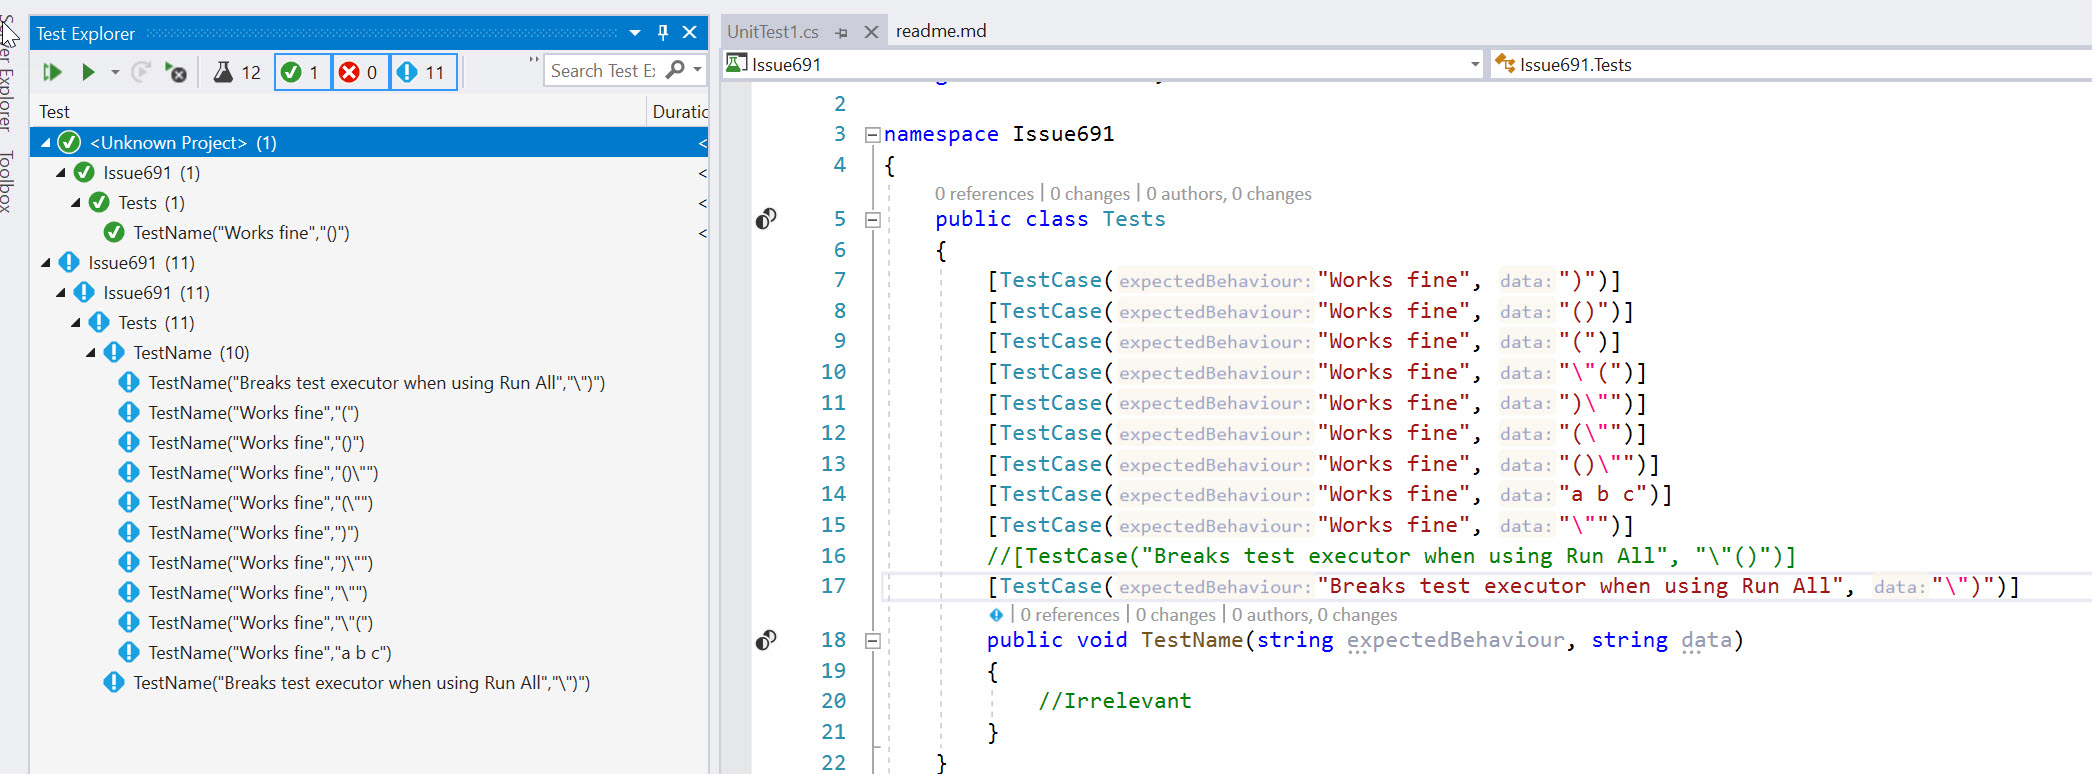 Server Explorer
Toolbox
Test Explorer
12 1 0 11
Search Test Ex
Test Duratic
<Unknown Project> (1) <
Issue691 (1) <
Tests (1) <
TestName("Works fine","()") <
Issue691 (11)
Issue691 (11)
Tests (11)
TestName (10)
TestName("Breaks test executor when using Run All","\")")
TestName("Works fine","(")
TestName("Works fine","()")
TestName("Works fine","()\"")
TestName("Works fine","(\"")
TestName("Works fine",")")
TestName("Works fine",")\"")
TestName("Works fine","\"")
TestName("Works fine","\"(")
TestName("Works fine","a b c")
TestName("Breaks test executor when using Run All","\")")
UnitTest1.cs
readme.md
Issue691
Issue691.Tests
2
3 namespace Issue691
4 {
0 references | 0 changes | 0 authors, 0 changes
5 public class Tests
6 {
7 [TestCase(expectedBehaviour:"Works fine", data:")")]
8 [TestCase(expectedBehaviour:"Works fine", data:"()")]
9 [TestCase(expectedBehaviour:"Works fine", data:"(")]
10 [TestCase(expectedBehaviour:"Works fine", data:"\"(")]
11 [TestCase(expectedBehaviour:"Works fine", data:")\"")]
12 [TestCase(expectedBehaviour:"Works fine", data:"(\"")]
13 [TestCase(expectedBehaviour:"Works fine", data:"()\"")]
14 [TestCase(expectedBehaviour:"Works fine", data:"a b c")]
15 [TestCase(expectedBehaviour:"Works fine", data:"\"")]
16 //[TestCase("Breaks test executor when using Run All", "\"()")]
17 [TestCase(expectedBehaviour:"Breaks test executor when using Run All", data:"\")")]
| 0 references | 0 changes | 0 authors, 0 changes
18 public void TestName(string expectedBehaviour, string data)
19 {
20 //Irrelevant
21 }
22 }